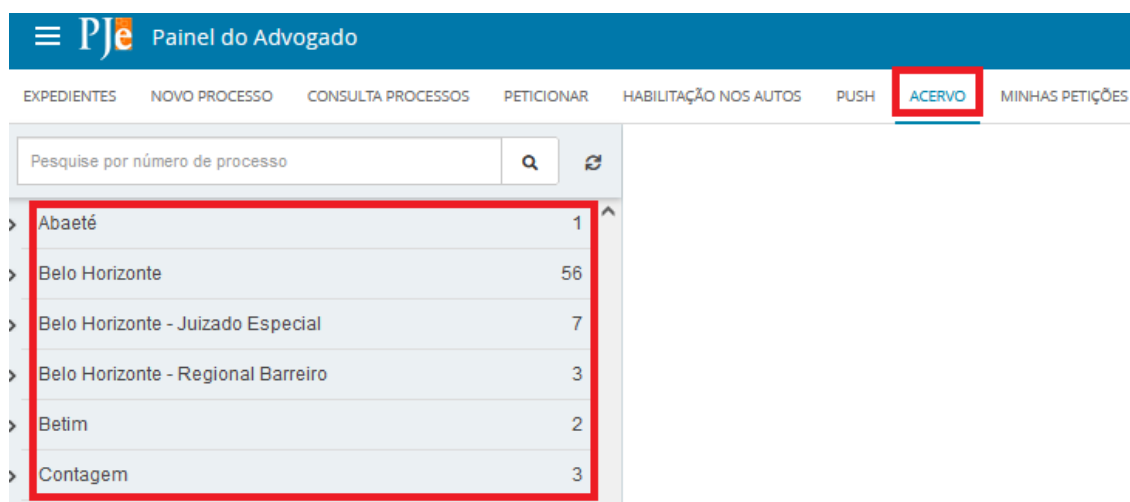 PJe Painel do Advogado
EXPEDIENTES NOVO PROCESSO CONSULTA PROCESSOS PETICIONAR HABILITAÇÃO NOS AUTOS PUSH ACERVO MINHAS PETIÇÕES
Pesquise por número de processo
Abaeté 1
Belo Horizonte 56
Belo Horizonte - Juizado Especial 7
Belo Horizonte - Regional Barreiro 3
Betim 2
Contagem 3